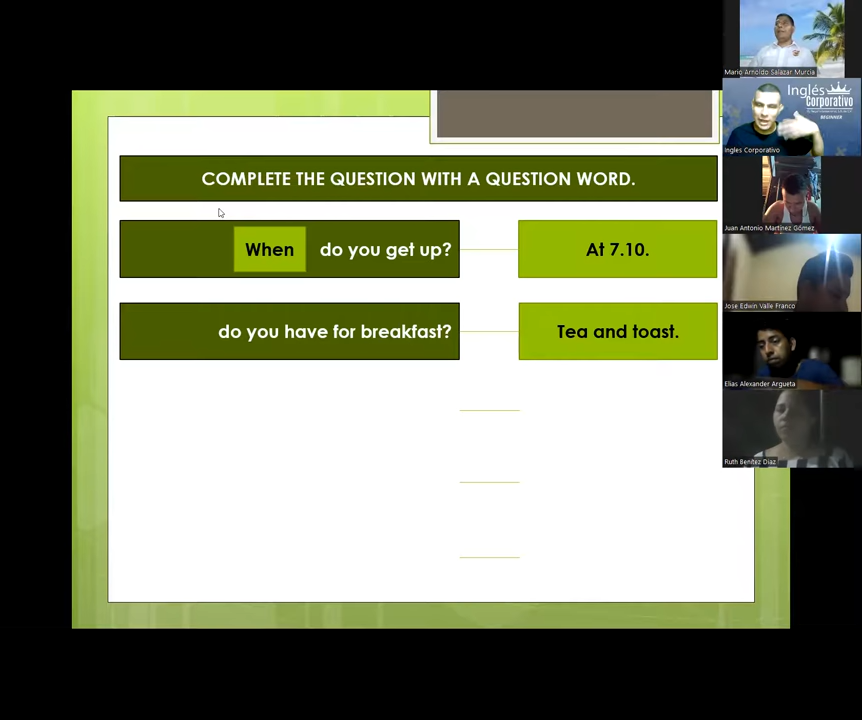 Mario Arnoldo Salazar Murcia
Inglés
Corporativo
BEGINNER
Ingles Corporativo
COMPLETE THE QUESTION WITH A QUESTION WORD.
Juan Antonio Martínez Gómez
When do you get up?
At 7.10.
Jose Edwin Valle Franco
do you have for breakfast?
Tea and toast.
Elias Alexander Argueta
Ruth Benítez Diaz